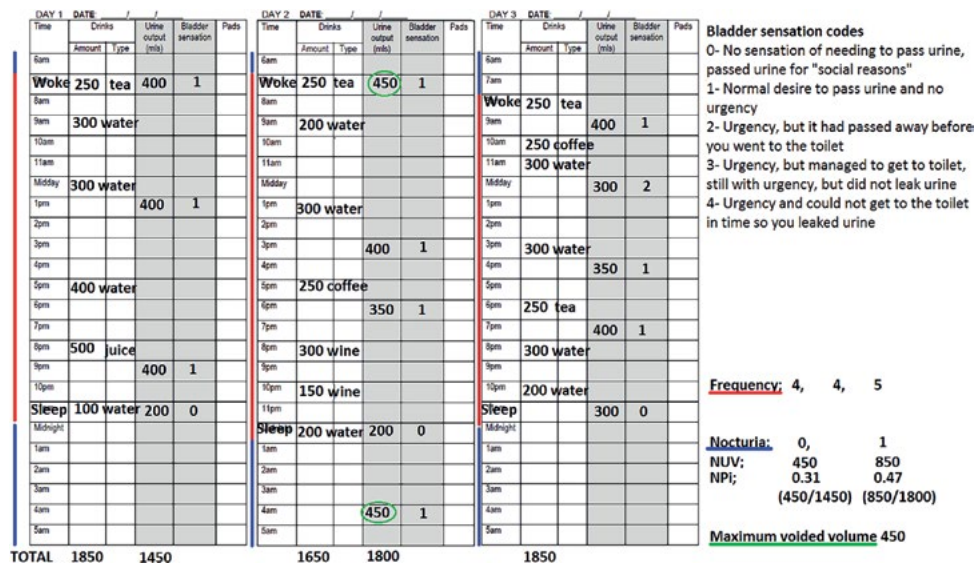 DAY 1 DATE: ___/___/___
Time Drinks Urine output (mls) Bladder sensation Pads
Amount Type
6am
Woke 250 tea 400 1
8am
9am 300 water
10am
11am
Midday 300 water
1pm 400 1
2pm
3pm
4pm
5pm 400 water
6pm
7pm
8pm 500 juice
9pm 400 1
10pm
Sleep 100 water 200 0
Midnight
1am
2am
3am
4am
5am
TOTAL 1850 1450
DAY 2 DATE: ___/___/___
Time Drinks Urine output (mls) Bladder sensation Pads
Amount Type
6am
Woke 250 tea 450 1
8am
9am 200 water
10am
11am
Midday
1pm 300 water
2pm
3pm 400 1
4pm
5pm 250 coffee
6pm 350 1
7pm
8pm 300 wine
9pm
10pm 150 wine
11pm
Sleep 200 water 200 0
1am
2am
3am
4am 450 1
5am
1650 1800
DAY 3 DATE: ___/___/___
Time Drinks Urine output (mls) Bladder sensation Pads
Amount Type
6am
7am
Woke 250 tea
9am 400 1
10am 250 coffee
11am 300 water
Midday 300 2
1pm
2pm
3pm 300 water
4pm 350 1
5pm
6pm 250 tea
7pm 400 1
8pm 300 water
9pm
10pm 200 water
Sleep 300 0
Midnight
1am
2am
3am
4am
5am
1850
Bladder sensation codes
0- No sensation of needing to pass urine,
passed urine for "social reasons"
1- Normal desire to pass urine and no
urgency
2- Urgency, but it had passed away before
you went to the toilet
3- Urgency, but managed to get to toilet,
still with urgency, but did not leak urine
4- Urgency and could not get to the toilet
in time so you leaked urine
Frequency; 4, 4, 5
Nocturia: 0, 1
NUV; 450 850
NPi; 0.31 0.47
(450/1450) (850/1800)
Maximum voided volume 450